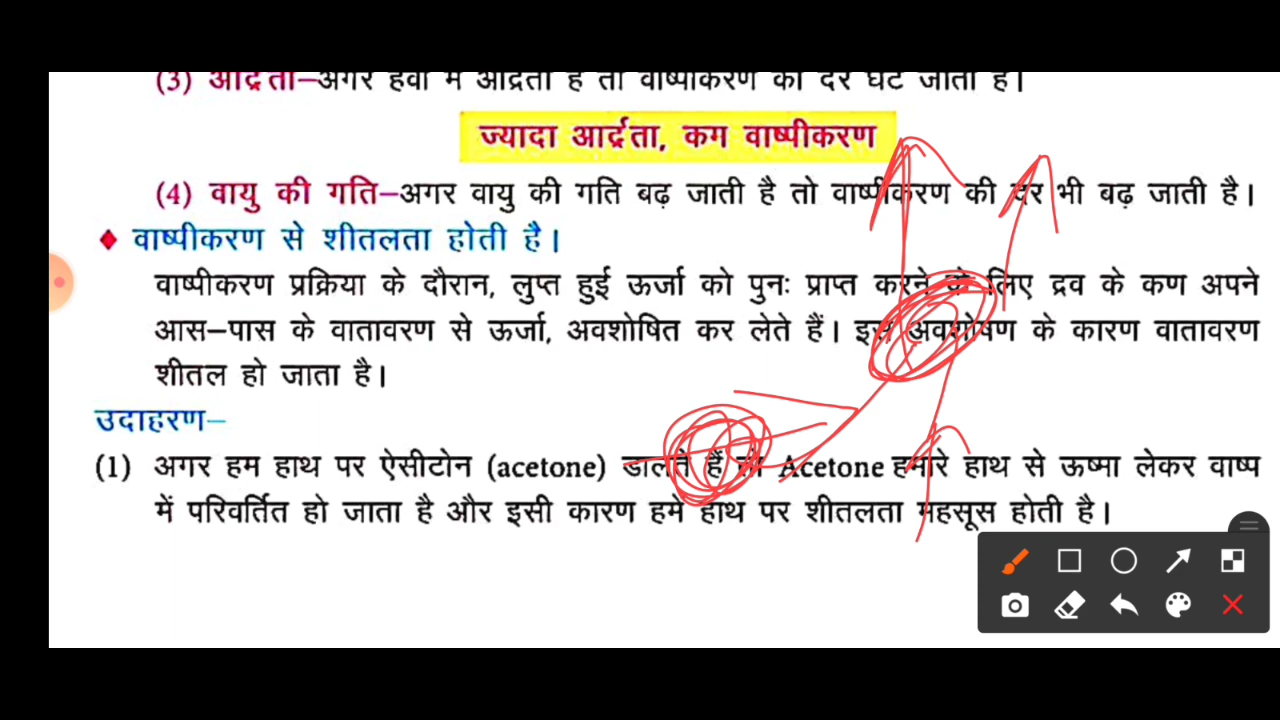 (3) आर्द्रता–अगर हवा में आर्द्रता है तो वाष्पीकरण की दर घट जाती है।
ज्यादा आर्द्रता, कम वाष्पीकरण
(4) वायु की गति–अगर वायु की गति बढ़ जाती है तो वाष्पीकरण की दर भी बढ़ जाती है।
♦ वाष्पीकरण से शीतलता होती है।
वाष्पीकरण प्रक्रिया के दौरान, लुप्त हुई ऊर्जा को पुनः प्राप्त करने के लिए द्रव के कण अपने
आस–पास के वातावरण से ऊर्जा, अवशोषित कर लेते हैं। इस अवशोषण के कारण वातावरण
शीतल हो जाता है।
उदाहरण–
(1) अगर हम हाथ पर ऐसीटोन (acetone) डालते हैं तो Acetone हमारे हाथ से ऊष्मा लेकर वाष्प
में परिवर्तित हो जाता है और इसी कारण हमे हाथ पर शीतलता महसूस होती है।